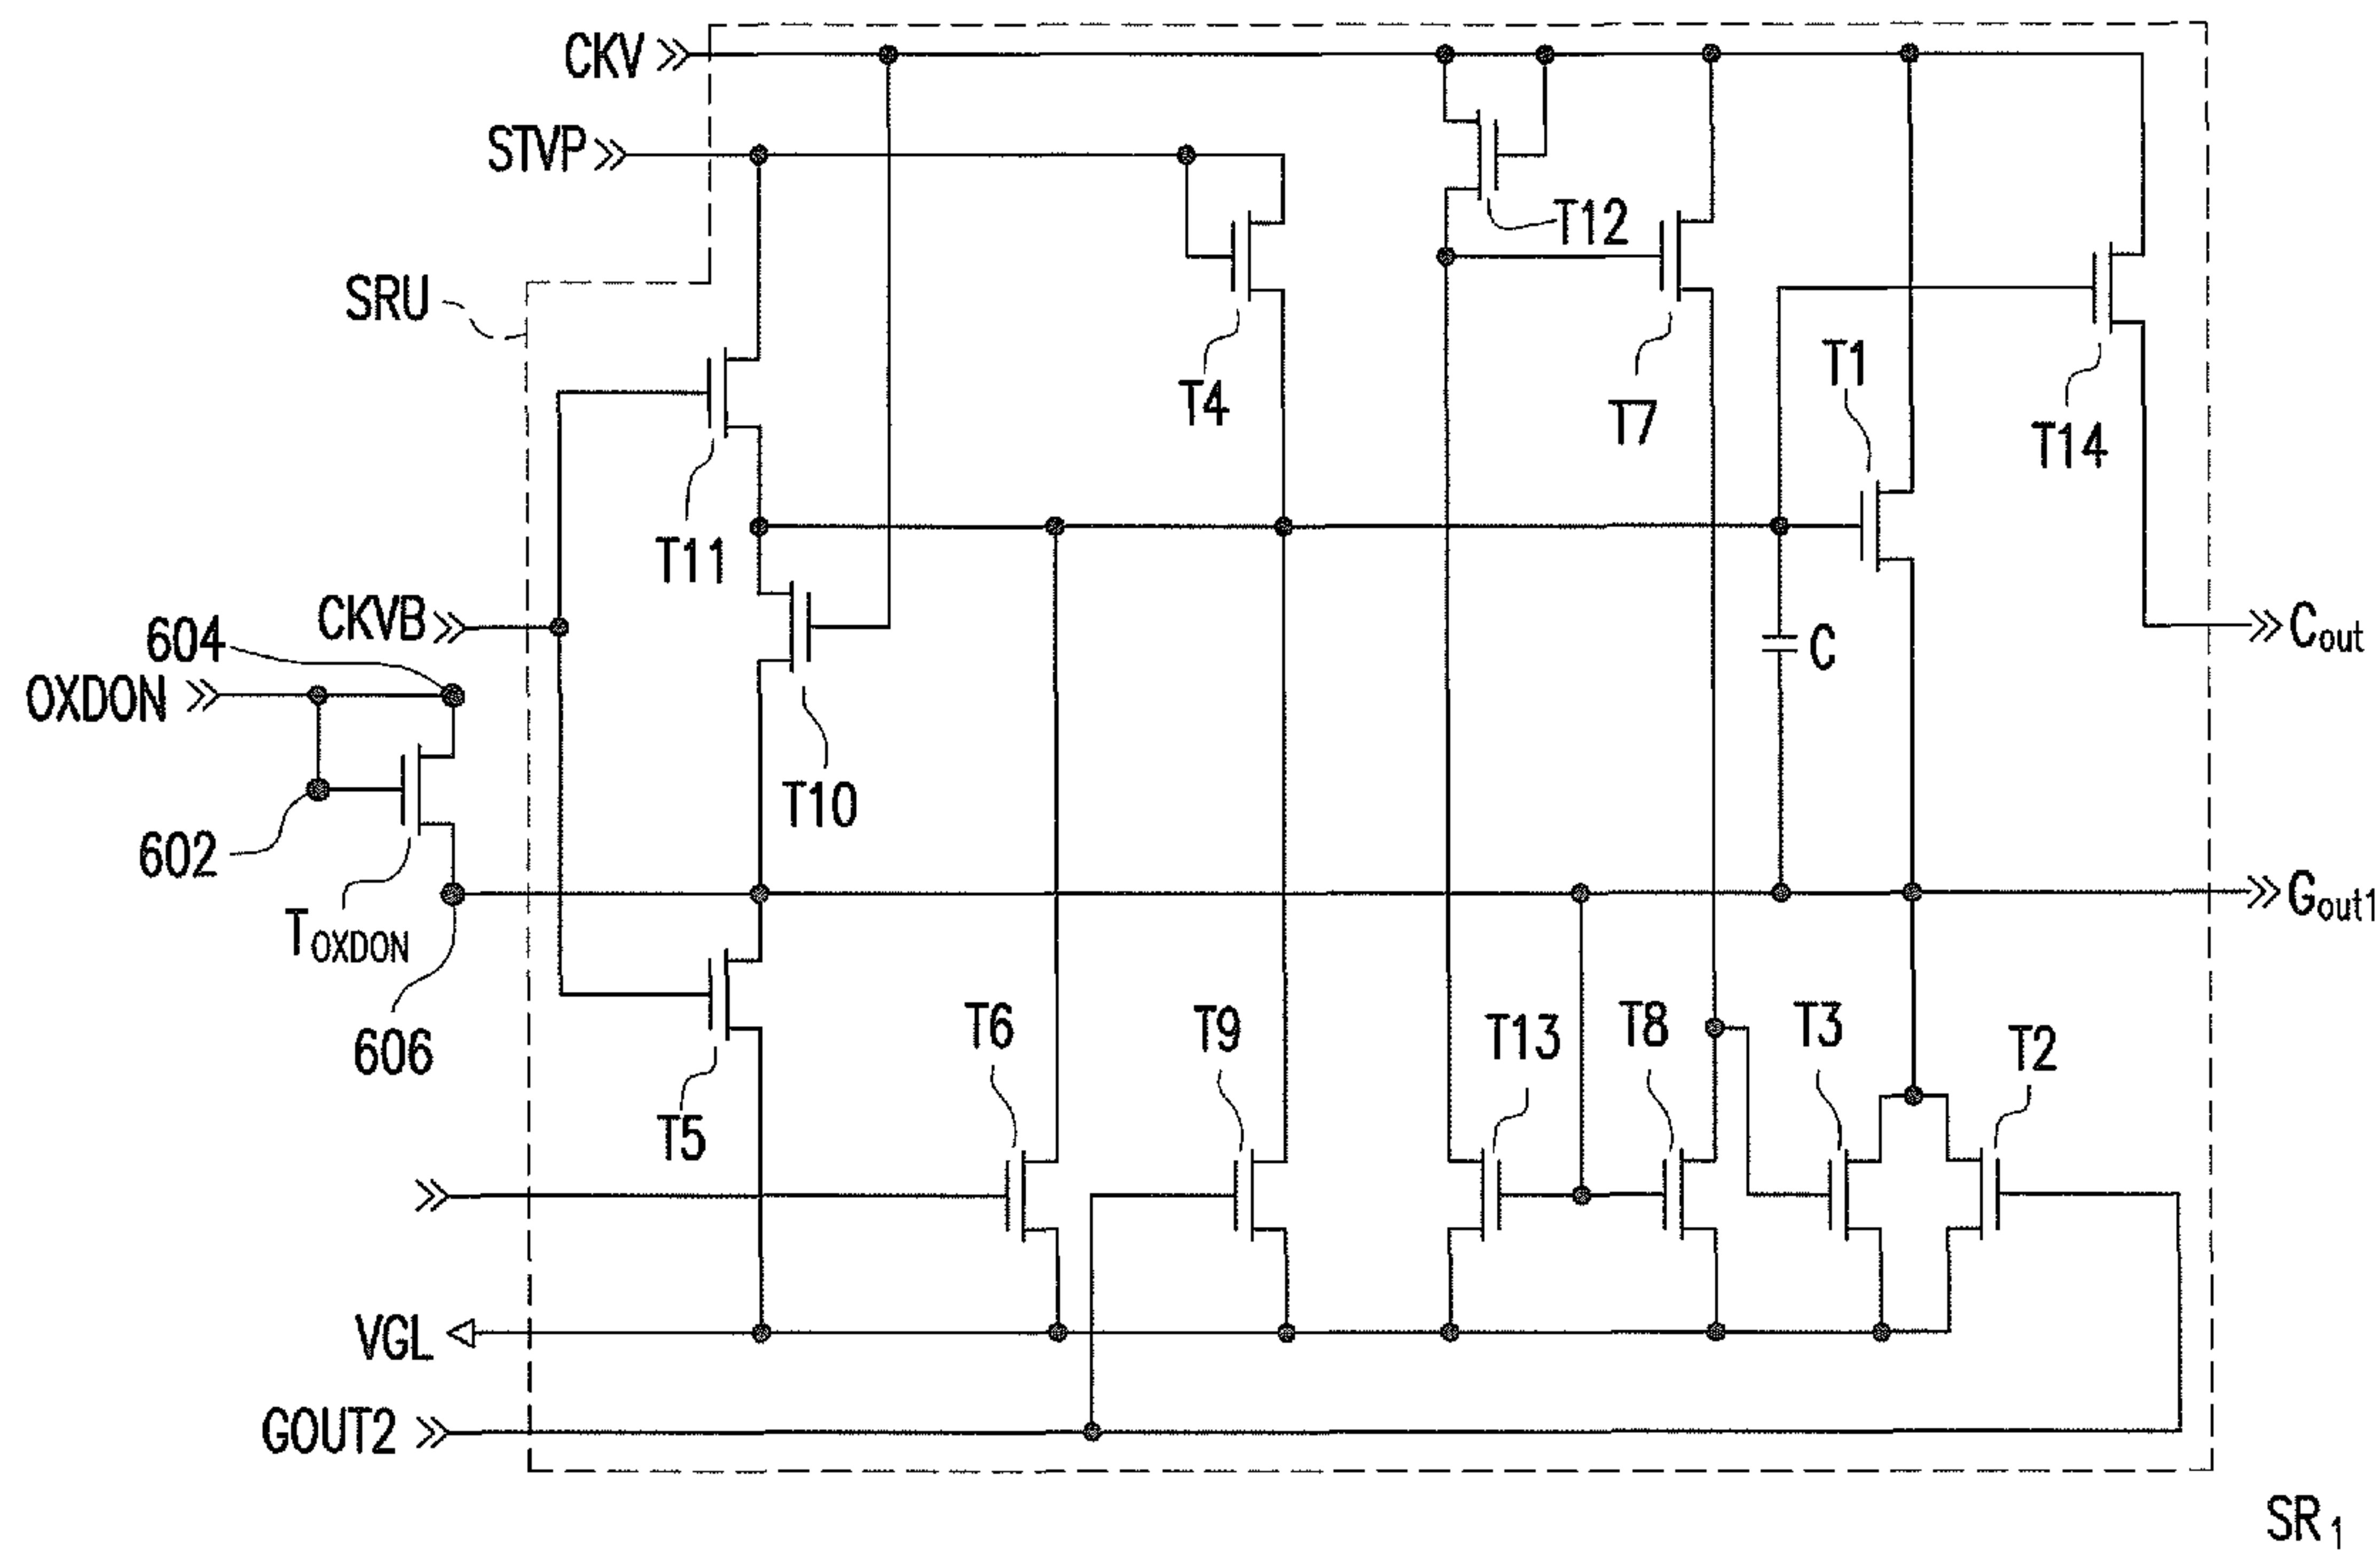 CKV
STVP
T12
SRU
T4
T7
T1
T14
T11
CKVB
604
C
Cout
OXDON
T10
602
TOXDON
Gout1
606
T5
T6
T9
T13
T8
T3
T2
VGL
GOUT2
SR1